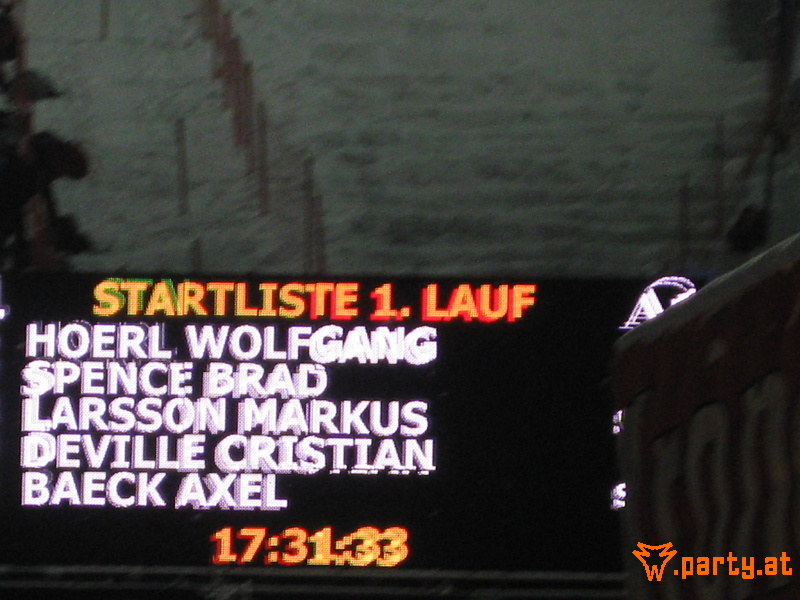 STARTLISTE 1. LAUF
HOERL WOLFGANG
SPENCE BRAD
LARSSON MARKUS
DEVILLE CRISTIAN
BAECK AXEL
17:31:33
.party.at